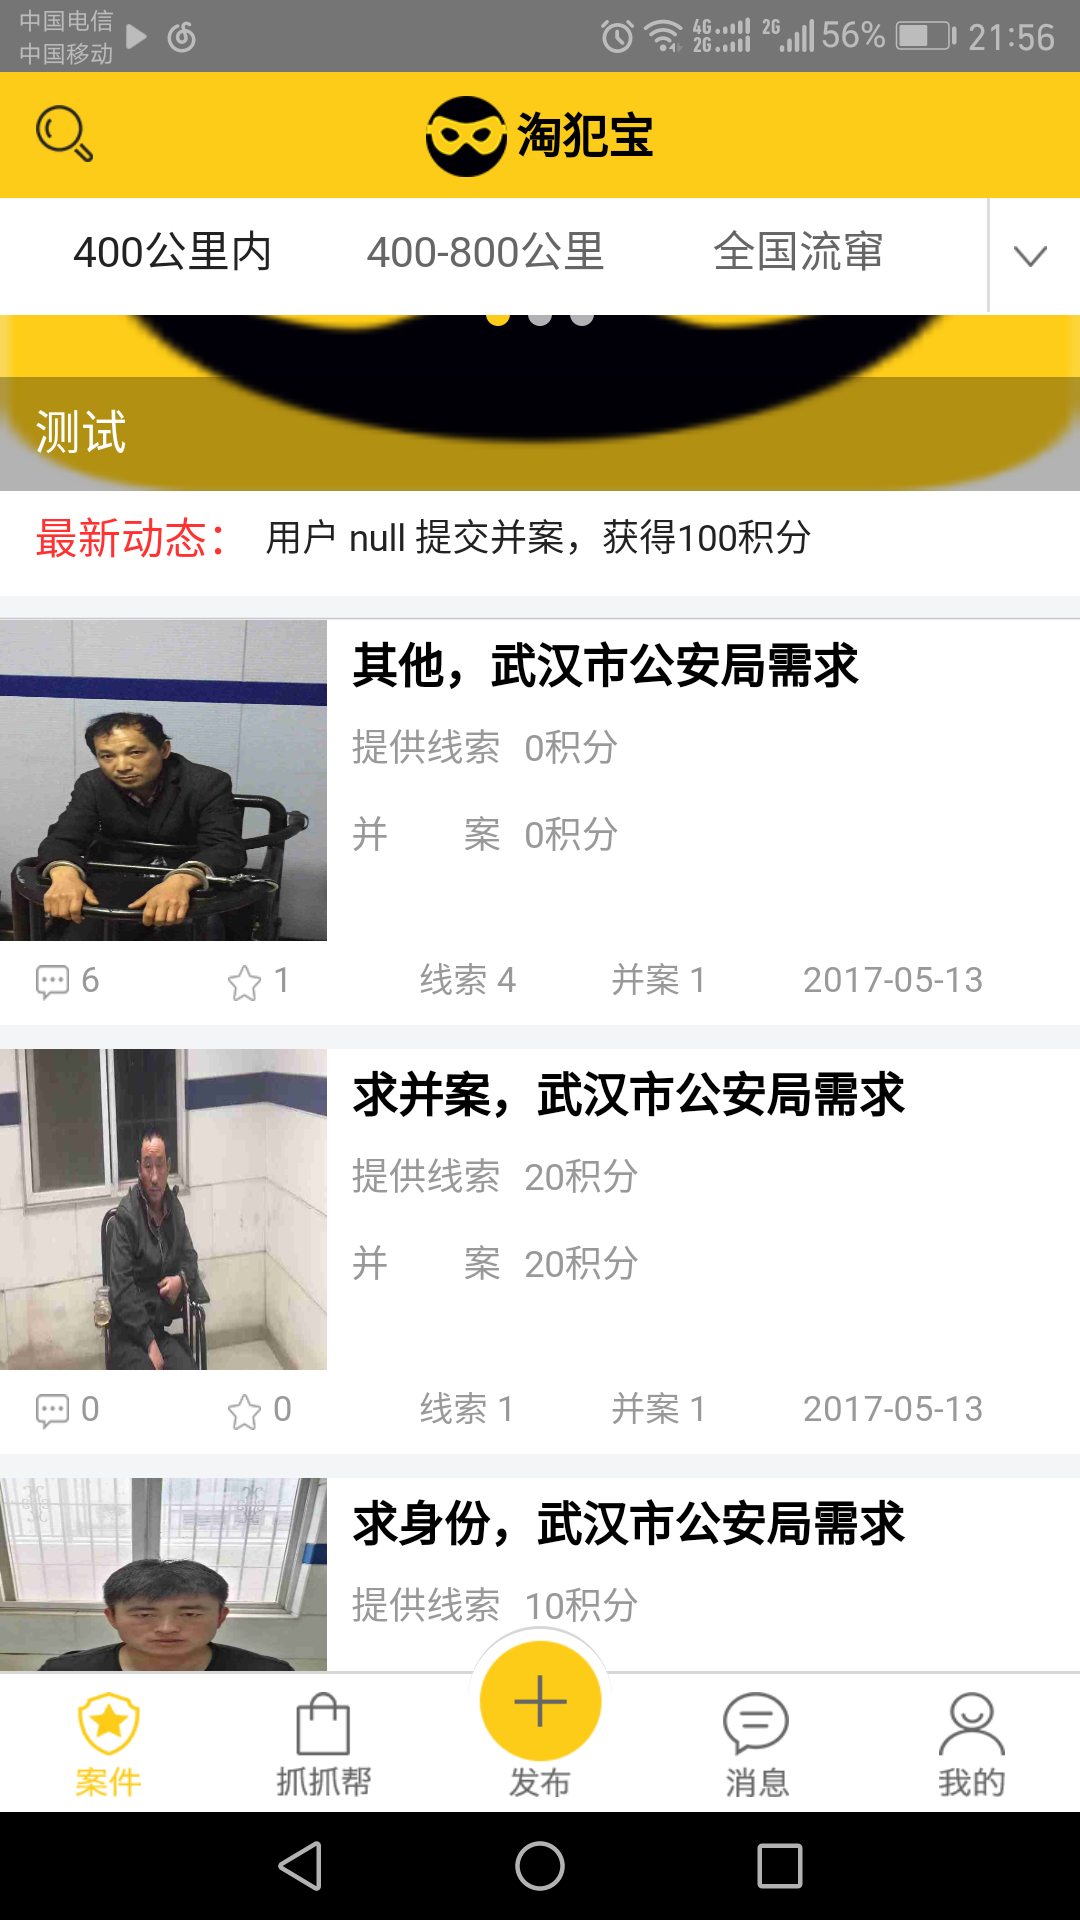 中国电信
中国移动
4G 2G 2G 56% 21:56
淘犯宝
400公里内 400-800公里 全国流窜
测试
最新动态： 用户 null 提交并案，获得100积分
其他，武汉市公安局需求
提供线索 0积分
并 案 0积分
6 1 线索 4 并案 1 2017-05-13
求并案，武汉市公安局需求
提供线索 20积分
并 案 20积分
0 0 线索 1 并案 1 2017-05-13
求身份，武汉市公安局需求
提供线索 10积分
案件 抓抓帮 发布 消息 我的